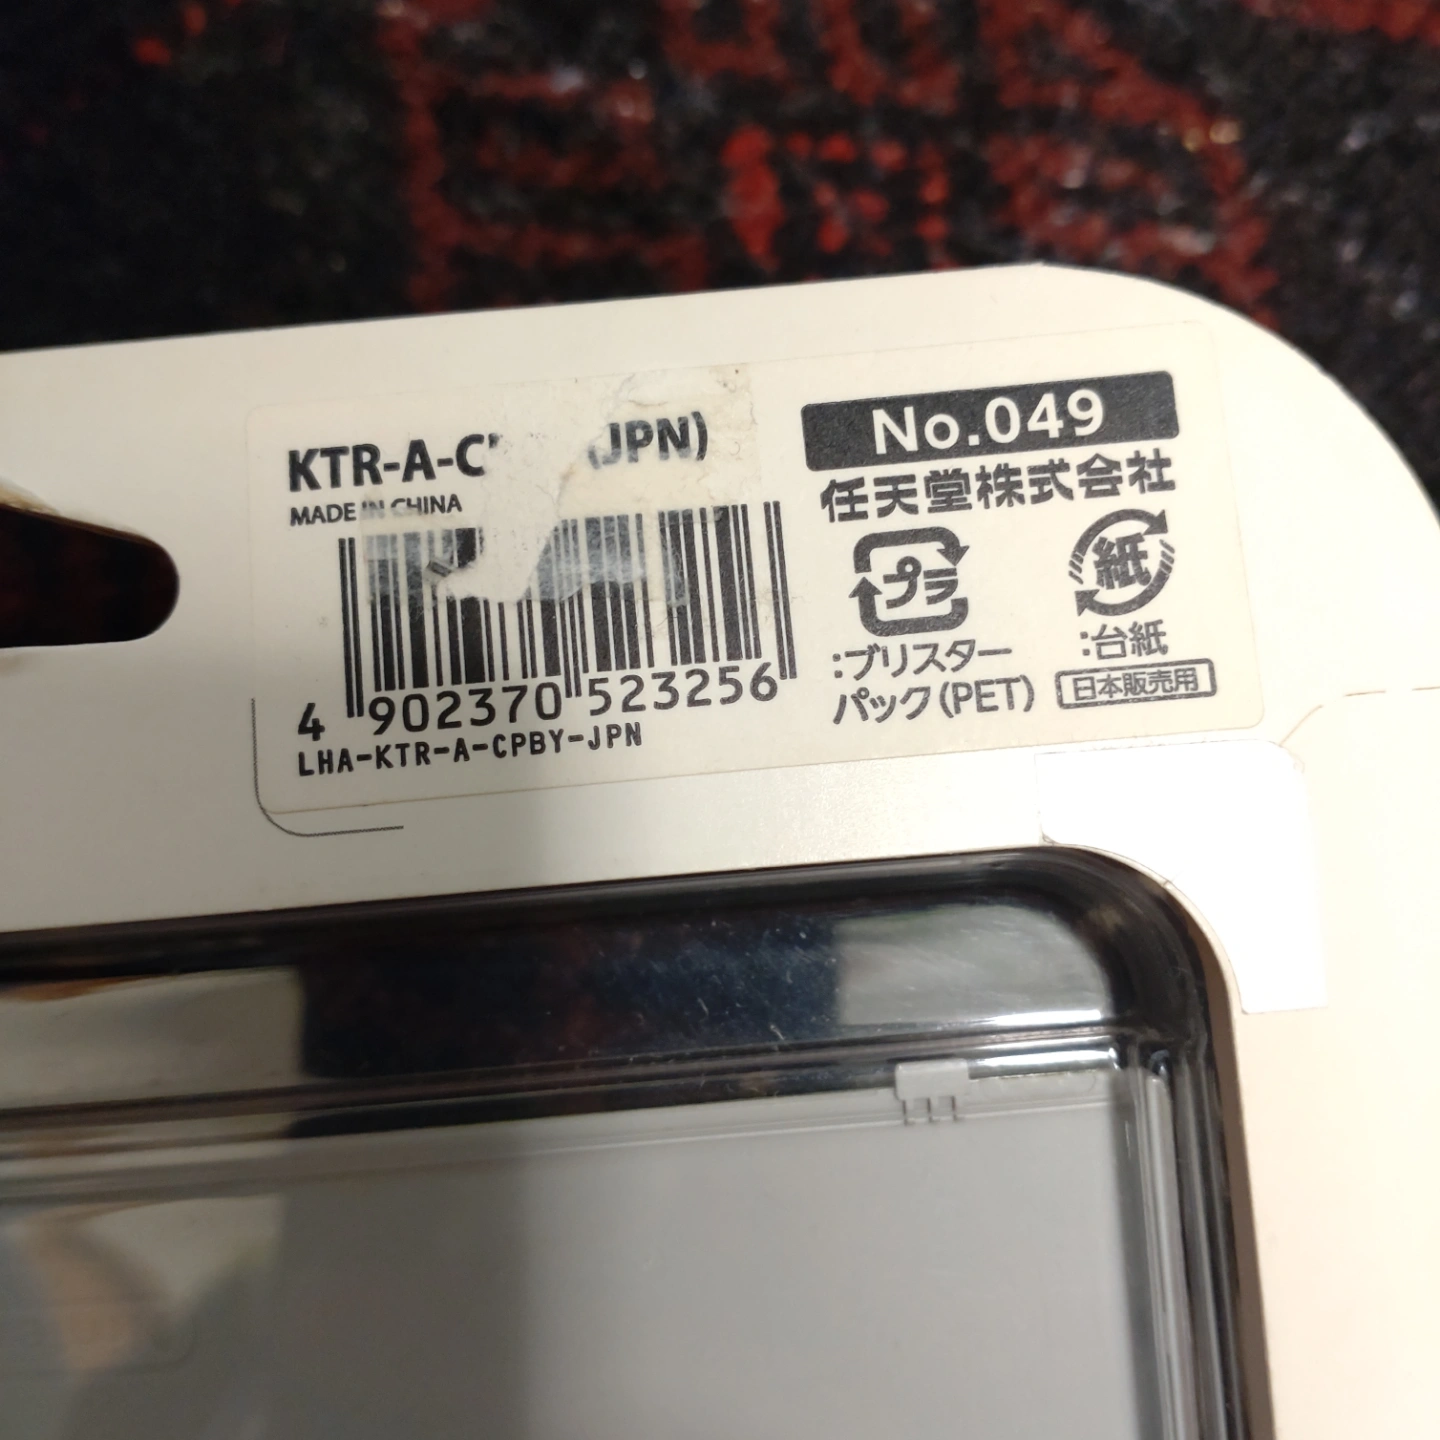 KTR-A-C (JPN)
MADE IN CHINA
4 902370 523256
LHA-KTR-A-CPBY-JPN
No.049
任天堂株式会社
プラ
:ブリスター
パック(PET)
紙
:台紙
日本販売用